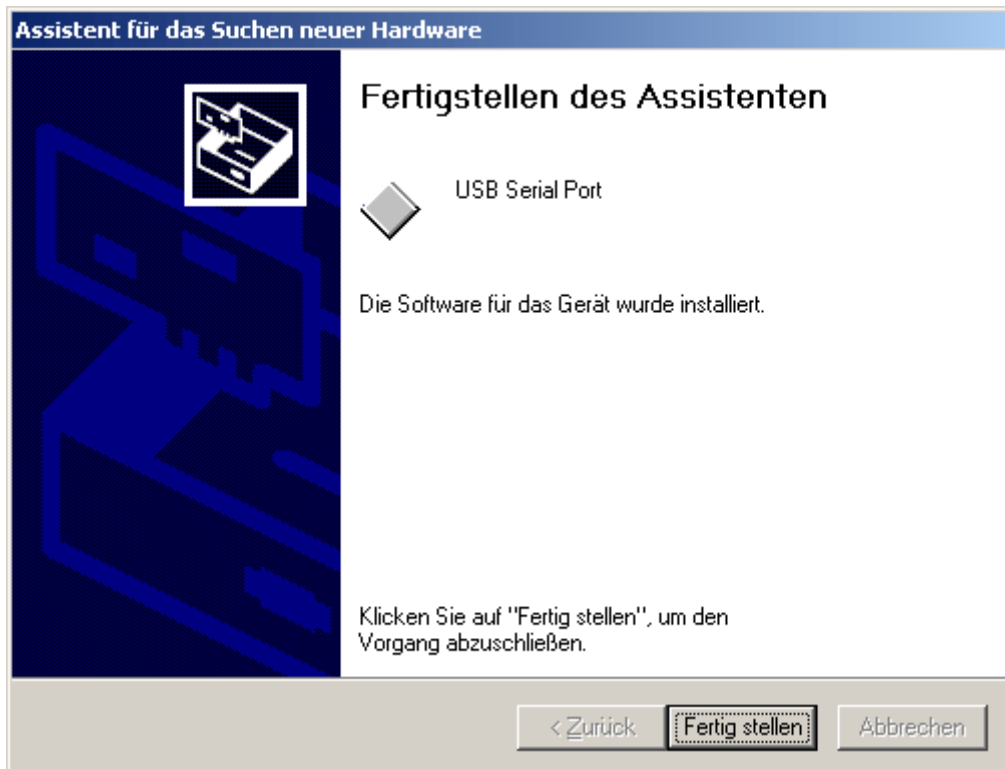 Assistent für das Suchen neuer Hardware
Fertigstellen des Assistenten
USB Serial Port
Die Software für das Gerät wurde installiert.
Klicken Sie auf "Fertig stellen", um den
Vorgang abzuschließen.
< Zurück
Fertig stellen
Abbrechen